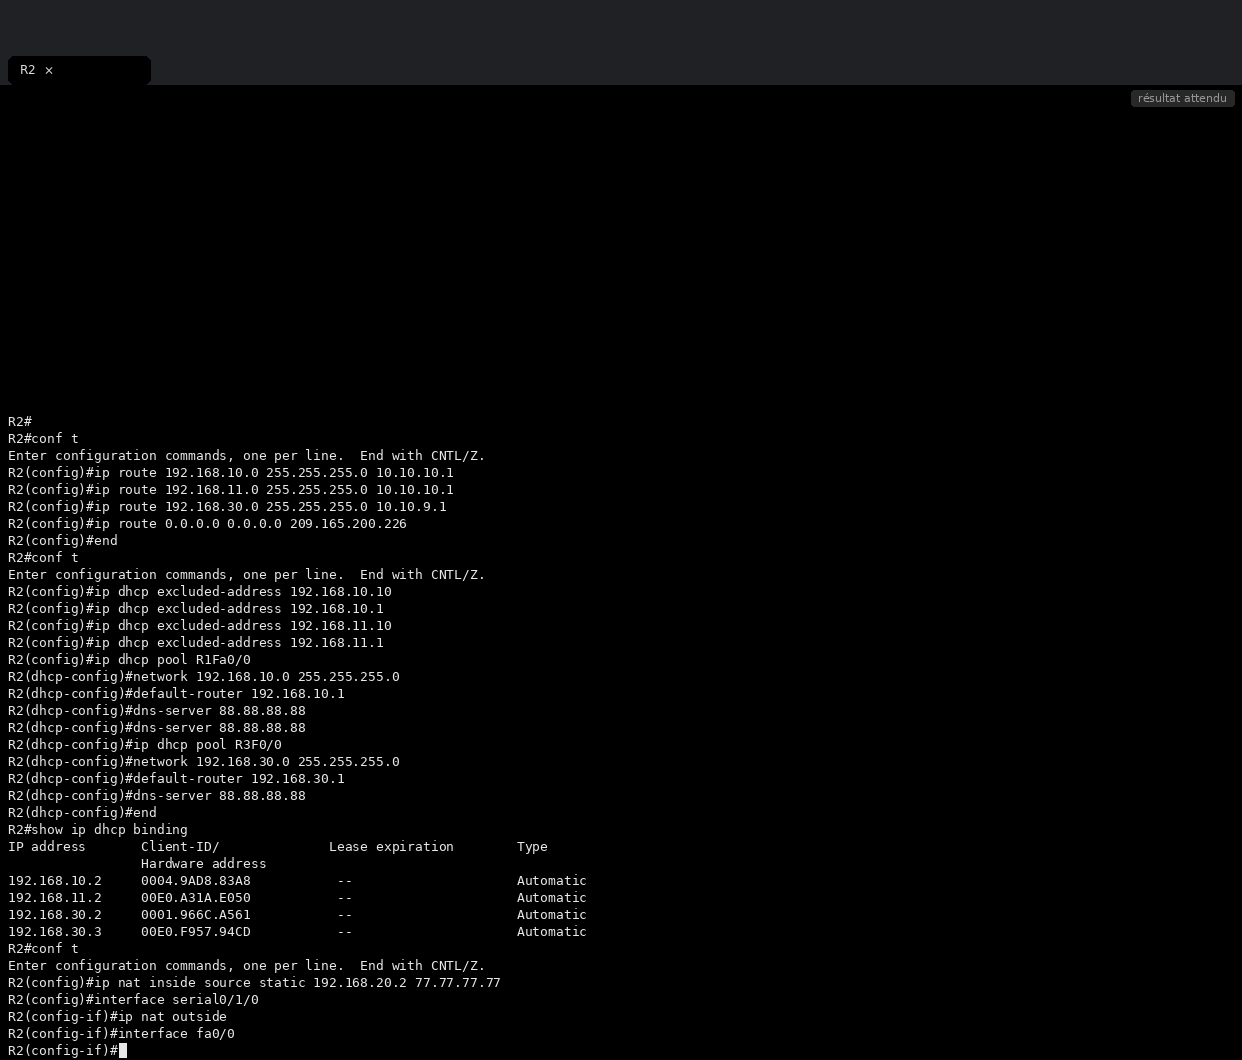 R2 ×
résultat attendu
R2#
R2#conf t
Enter configuration commands, one per line.  End with CNTL/Z.
R2(config)#ip route 192.168.10.0 255.255.255.0 10.10.10.1
R2(config)#ip route 192.168.11.0 255.255.255.0 10.10.10.1
R2(config)#ip route 192.168.30.0 255.255.255.0 10.10.9.1
R2(config)#ip route 0.0.0.0 0.0.0.0 209.165.200.226
R2(config)#end
R2#conf t
Enter configuration commands, one per line.  End with CNTL/Z.
R2(config)#ip dhcp excluded-address 192.168.10.10
R2(config)#ip dhcp excluded-address 192.168.10.1
R2(config)#ip dhcp excluded-address 192.168.11.10
R2(config)#ip dhcp excluded-address 192.168.11.1
R2(config)#ip dhcp pool R1Fa0/0
R2(dhcp-config)#network 192.168.10.0 255.255.255.0
R2(dhcp-config)#default-router 192.168.10.1
R2(dhcp-config)#dns-server 88.88.88.88
R2(dhcp-config)#dns-server 88.88.88.88
R2(dhcp-config)#ip dhcp pool R3F0/0
R2(dhcp-config)#network 192.168.30.0 255.255.255.0
R2(dhcp-config)#default-router 192.168.30.1
R2(dhcp-config)#dns-server 88.88.88.88
R2(dhcp-config)#end
R2#show ip dhcp binding
IP address       Client-ID/              Lease expiration        Type
                 Hardware address
192.168.10.2     0004.9AD8.83A8           --                     Automatic
192.168.11.2     00E0.A31A.E050           --                     Automatic
192.168.30.2     0001.966C.A561           --                     Automatic
192.168.30.3     00E0.F957.94CD           --                     Automatic
R2#conf t
Enter configuration commands, one per line.  End with CNTL/Z.
R2(config)#ip nat inside source static 192.168.20.2 77.77.77.77
R2(config)#interface serial0/1/0
R2(config-if)#ip nat outside
R2(config-if)#interface fa0/0
R2(config-if)#